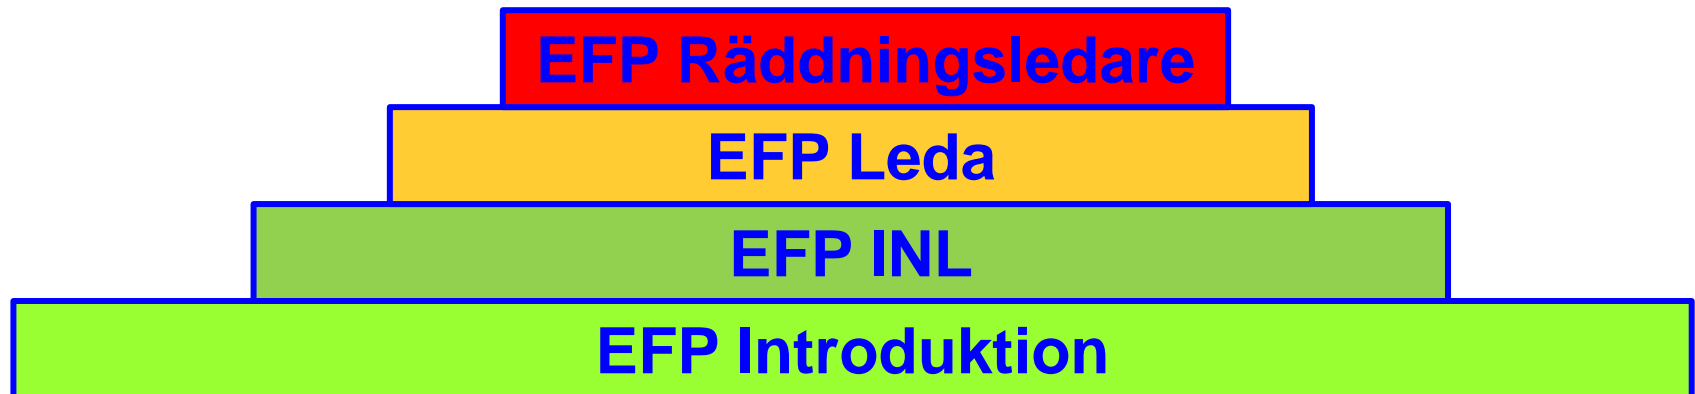 EFP Räddningsledare
EFP Leda
EFP INL
EFP Introduktion